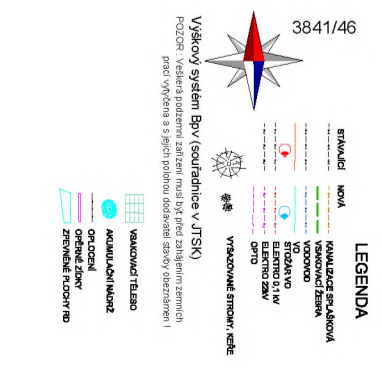 3841/46
LEGENDA
STÁVAJÍCÍ NOVÁ
KANALIZACE SPLAŠKOVÁ
VSAKOVACÍ ŽEBRA
VODOVOD
VO
STOŽÁR VO
ELEKTRO 0,1 kV
ELEKTRO 22kV
OPTO
VYSAZOVANÉ STROMY, KEŘE
Výškový systém Bpv (souřadnice v JTSK)
POZOR : Veškerá podzemní zařízení musí být před zahájením zemních
prací vytyčena a s jejich polohou dodavatel stavby obeznámen !
VSAKOVACÍ TĚLESO
AKUMULAČNÍ NÁDRŽ
OPLOCENÍ
OPĚRNÉ ZÍDKY
ZPEVNĚNÉ PLOCHY RD